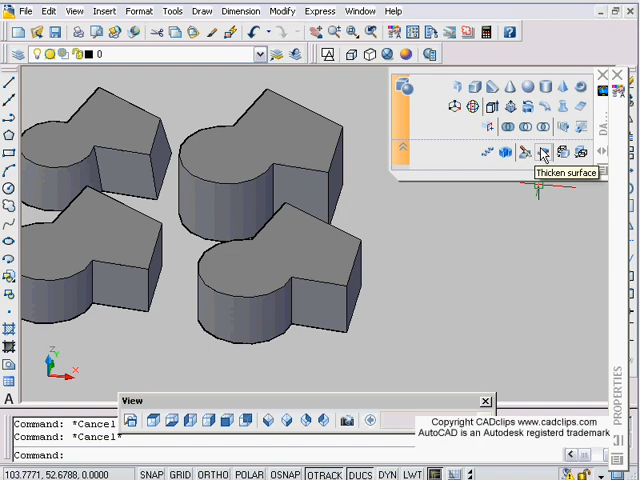 File Edit View Insert Format Tools Draw Dimension Modify Express Window Help
0
DA...
Thicken surface
Z
Y
X
View
PROPERTIES
Command: *Cancel
Command: *Cancel*
Command:
Copyright CADclips www.cadclips.com
AutoCAD is an Autodesk registerd trademark
103.7771, 52.6788, 0.0000 SNAP GRID ORTHO POLAR OSNAP OTRACK DUCS DYN LWT